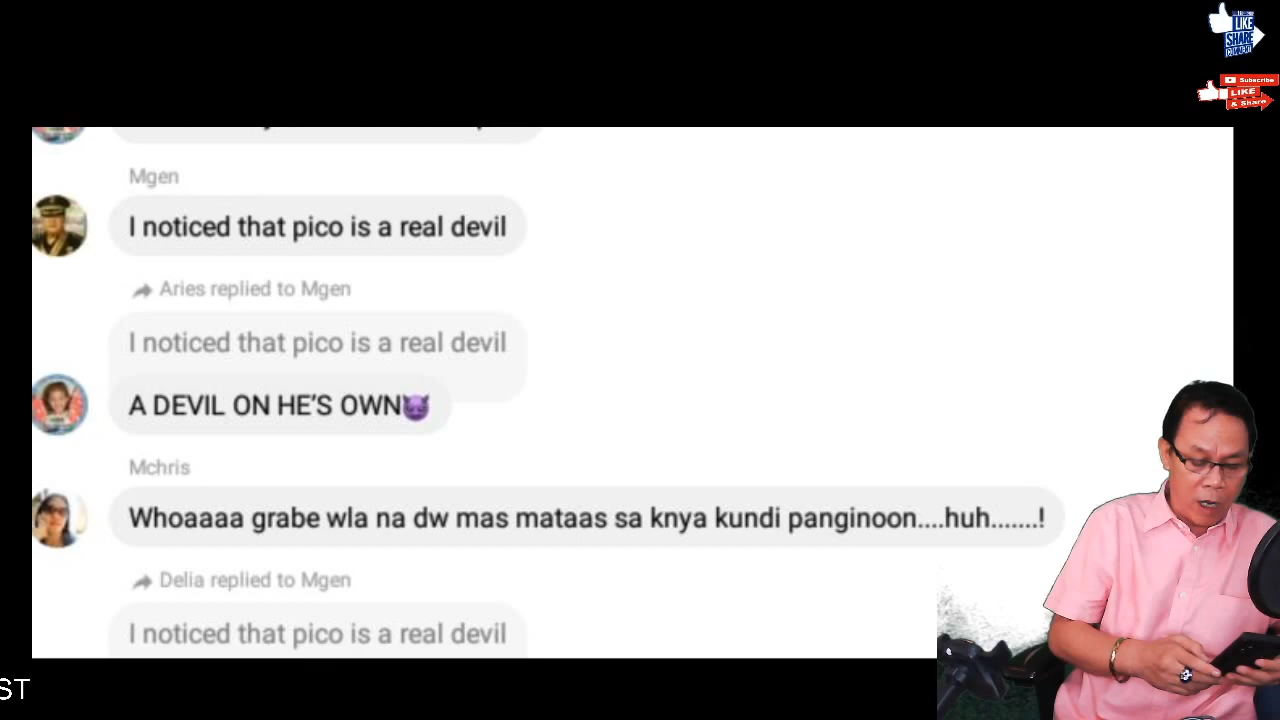 LIKE
SHARE
COMMENT
Subscribe
LIKE
& Share
Mgen
I noticed that pico is a real devil
Aries replied to Mgen
I noticed that pico is a real devil
A DEVIL ON HE'S OWN😈
Mchris
Whoaaaa grabe wla na dw mas mataas sa knya kundi panginoon....huh.......!
Delia replied to Mgen
I noticed that pico is a real devil
ST